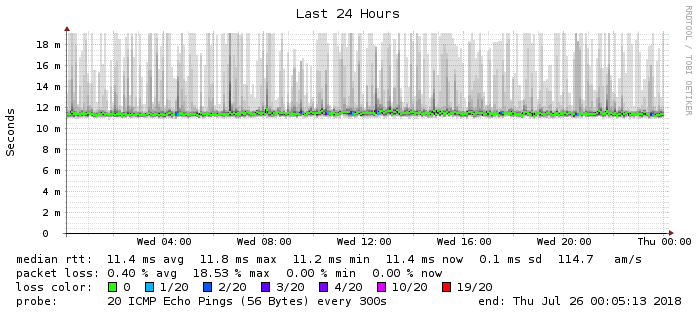 Last 24 Hours
RRDTOOL / TOBI OETIKER
Seconds
18 m
16 m
14 m
12 m
10 m
8 m
6 m
4 m
2 m
0
Wed 04:00 Wed 08:00 Wed 12:00 Wed 16:00 Wed 20:00 Thu 00:00
median rtt: 11.4 ms avg 11.8 ms max 11.2 ms min 11.4 ms now 0.1 ms sd 114.7 am/s
packet loss: 0.40 % avg 18.53 % max 0.00 % min 0.00 % now
loss color: 0 1/20 2/20 3/20 4/20 10/20 19/20
probe: 20 ICMP Echo Pings (56 Bytes) every 300s end: Thu Jul 26 00:05:13 2018